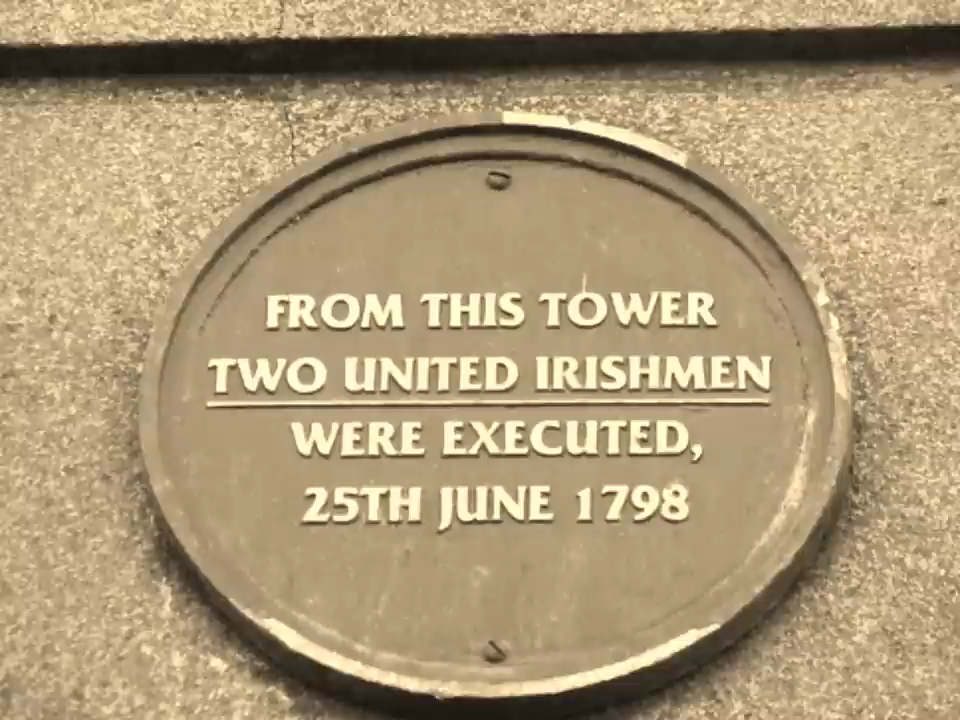 FROM THIS TOWER
TWO UNITED IRISHMEN
WERE EXECUTED,
25TH JUNE 1798